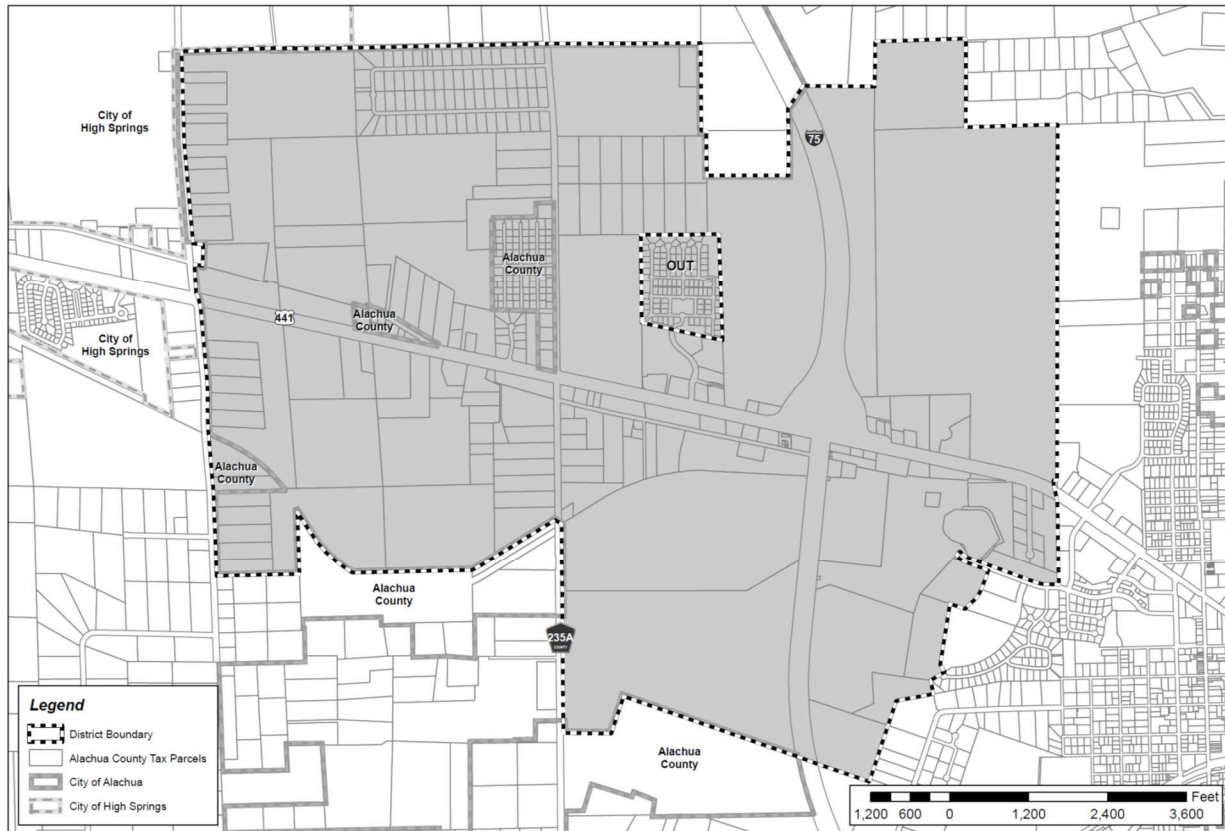 City of
High Springs
75
Alachua
County
OUT
441
Alachua
County
City of
High Springs
Alachua
County
Alachua
County
235A
COUNTY
Alachua
County
Legend
District Boundary
Alachua County Tax Parcels
City of Alachua
City of High Springs
Feet
1,200 600 0 1,200 2,400 3,600